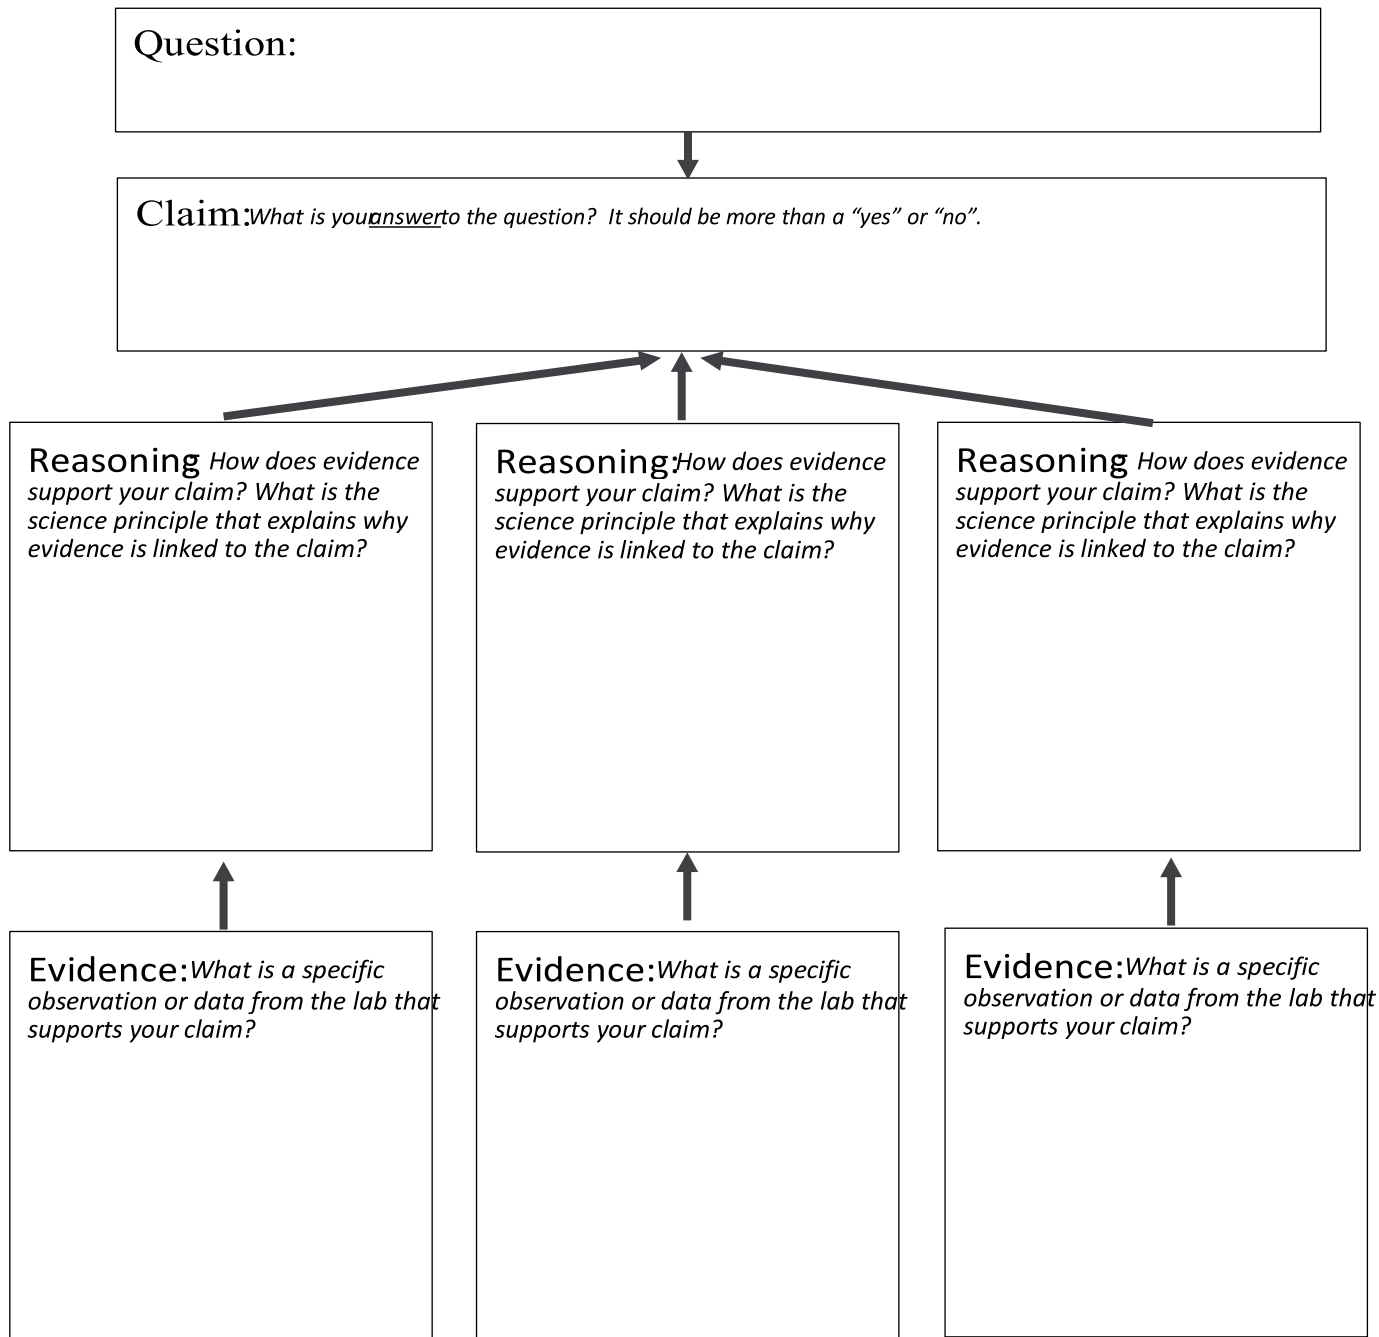 Question:
Claim: What is your answer to the question?  It should be more than a “yes” or “no”.
Reasoning: How does evidence
support your claim? What is the
science principle that explains why
evidence is linked to the claim?
Reasoning: How does evidence
support your claim? What is the
science principle that explains why
evidence is linked to the claim?
Reasoning: How does evidence
support your claim? What is the
science principle that explains why
evidence is linked to the claim?
Evidence: What is a specific
observation or data from the lab that
supports your claim?
Evidence: What is a specific
observation or data from the lab that
supports your claim?
Evidence: What is a specific
observation or data from the lab that
supports your claim?